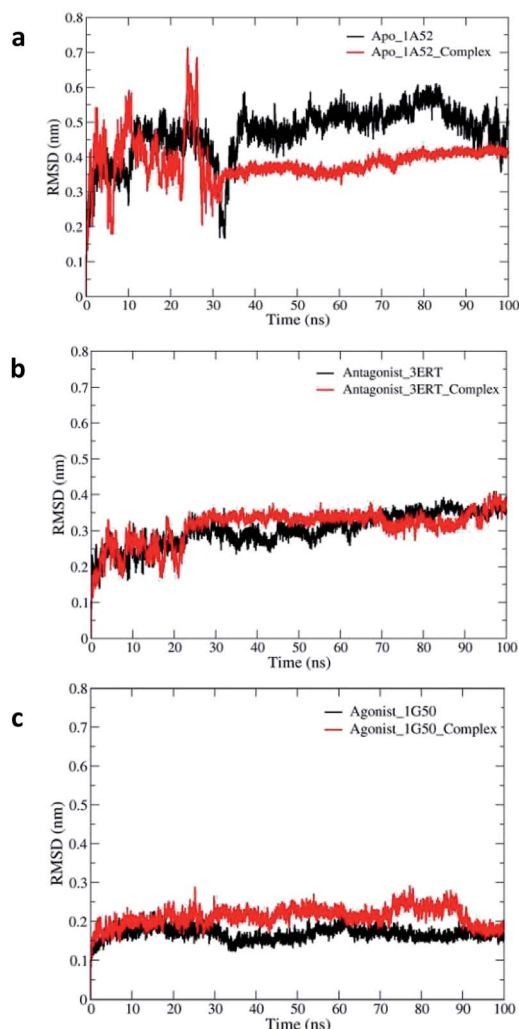 a
Apo_1A52
Apo_1A52_Complex
RMSD (nm)
0.8
0.7
0.6
0.5
0.4
0.3
0.2
0.1
0
0 10 20 30 40 50 60 70 80 90 100
Time (ns)
b
Antagonist_3ERT
Antagonist_3ERT_Complex
RMSD (nm)
0.8
0.7
0.6
0.5
0.4
0.3
0.2
0.1
0
0 10 20 30 40 50 60 70 80 90 100
Time (ns)
c
Agonist_1G50
Agonist_1G50_Complex
RMSD (nm)
0.8
0.7
0.6
0.5
0.4
0.3
0.2
0.1
0
0 10 20 30 40 50 60 70 80 90 100
Time (ns)